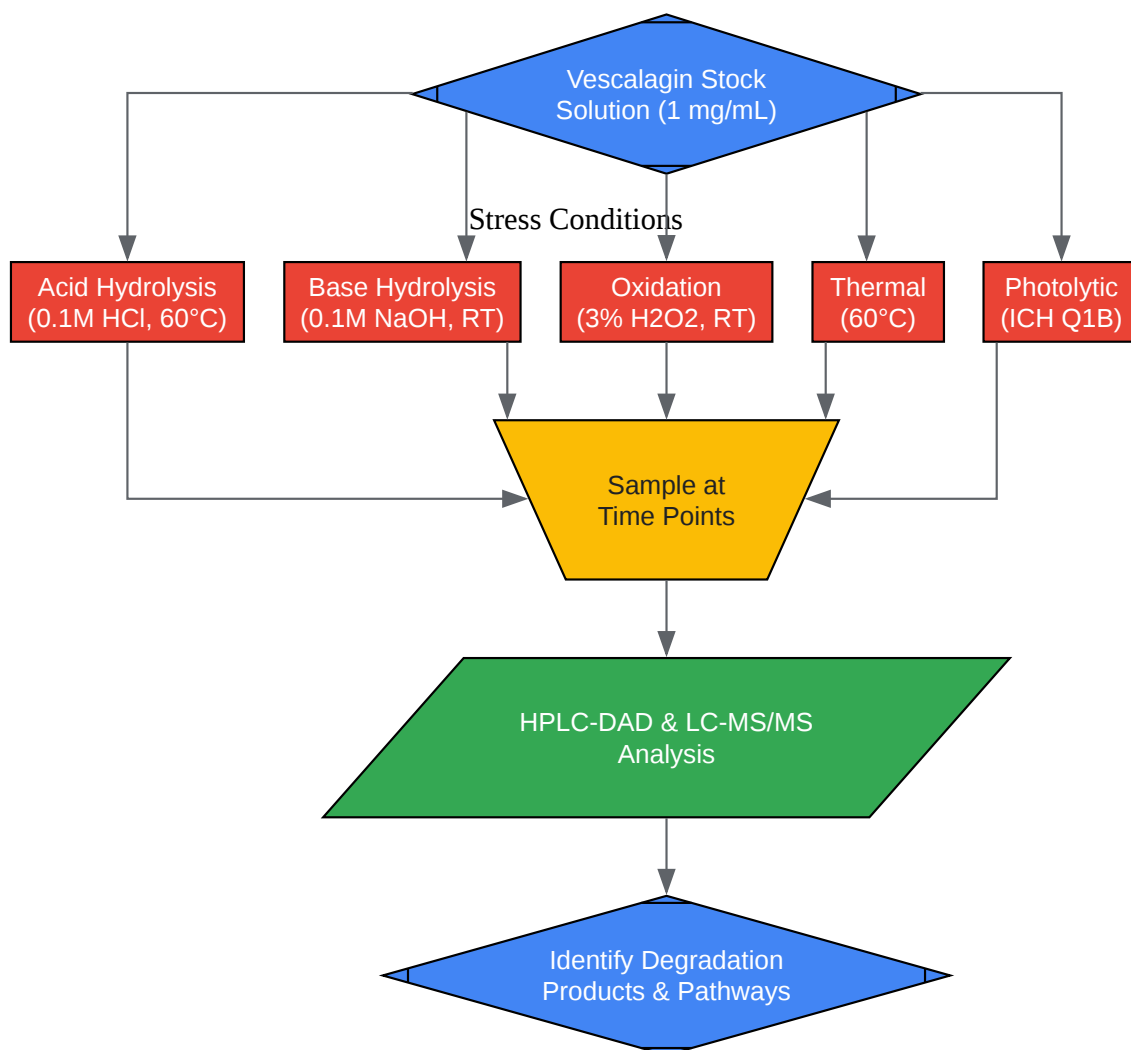 Vescalagin Stock
Solution (1 mg/mL)
Stress Conditions
Acid Hydrolysis
(0.1M HCl, 60°C)
Base Hydrolysis
(0.1M NaOH, RT)
Oxidation
(3% H2O2, RT)
Thermal
(60°C)
Photolytic
(ICH Q1B)
Sample at
Time Points
HPLC-DAD & LC-MS/MS
Analysis
Identify Degradation
Products & Pathways